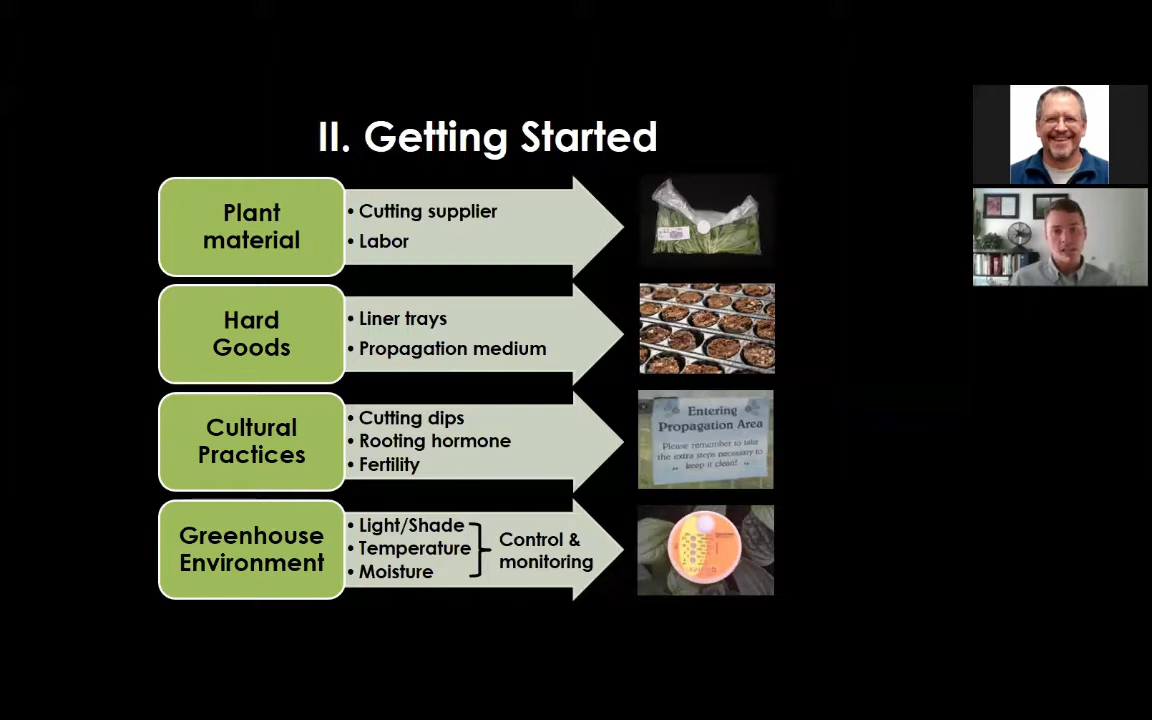 II. Getting Started
Plant
material
• Cutting supplier
• Labor
Hard
Goods
• Liner trays
• Propagation medium
Cultural
Practices
• Cutting dips
• Rooting hormone
• Fertility
Entering
Propagation Area
Please remember to take
the extra steps necessary to
keep it clean!
Greenhouse
Environment
• Light/Shade
• Temperature
• Moisture
Control &
monitoring